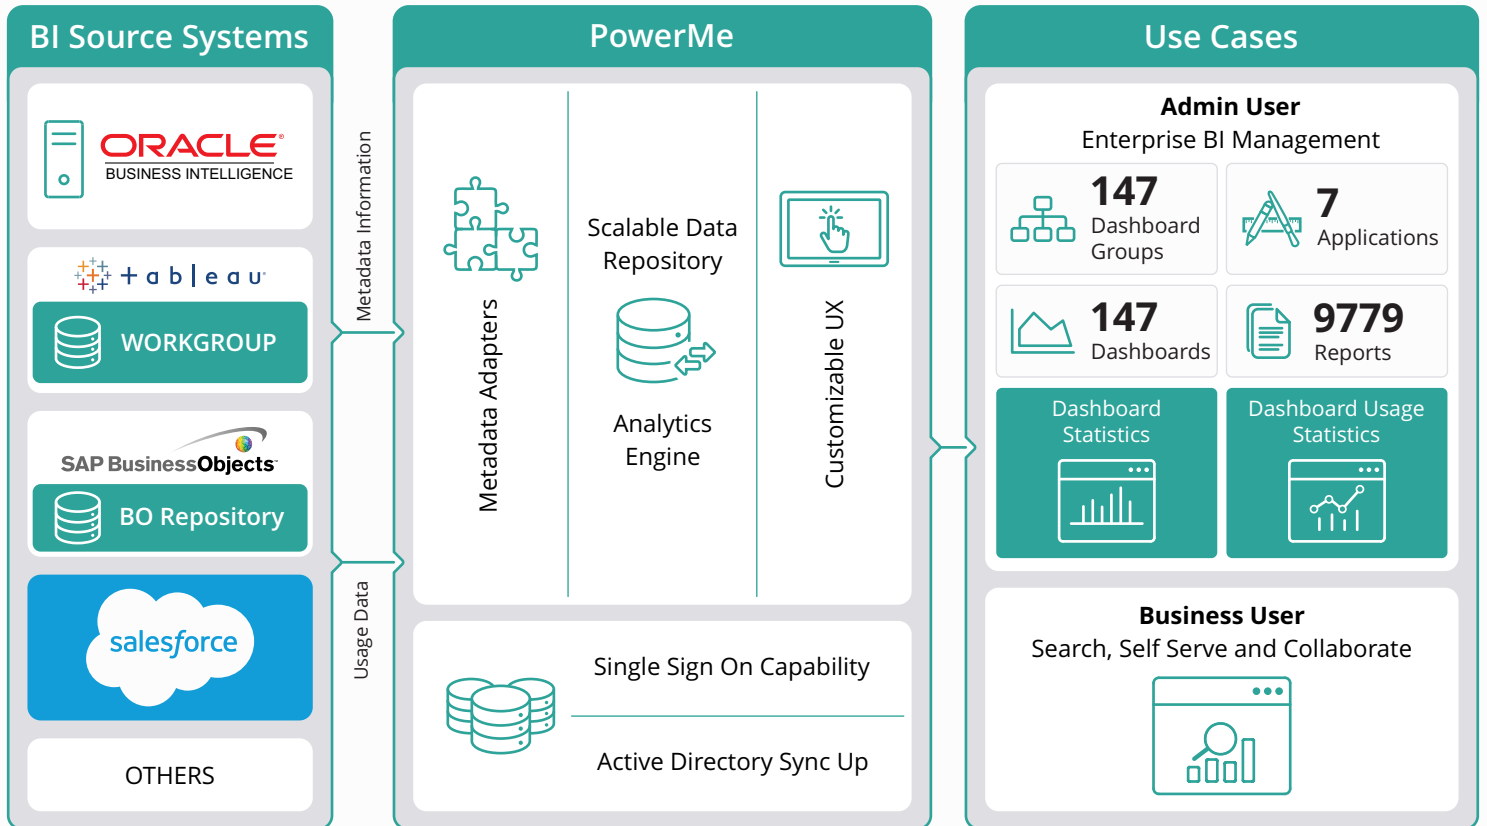 BI Source Systems
ORACLE®
BUSINESS INTELLIGENCE
+ableau®
WORKGROUP
SAP BusinessObjects™
BO Repository
salesforce
OTHERS
Metadata Information
Usage Data
PowerMe
Metadata Adapters
Scalable Data
Repository
Analytics
Engine
Customizable UX
Single Sign On Capability
Active Directory Sync Up
Use Cases
Admin User
Enterprise BI Management
147
Dashboard
Groups
7
Applications
147
Dashboards
9779
Reports
Dashboard
Statistics
Dashboard Usage
Statistics
Business User
Search, Self Serve and Collaborate